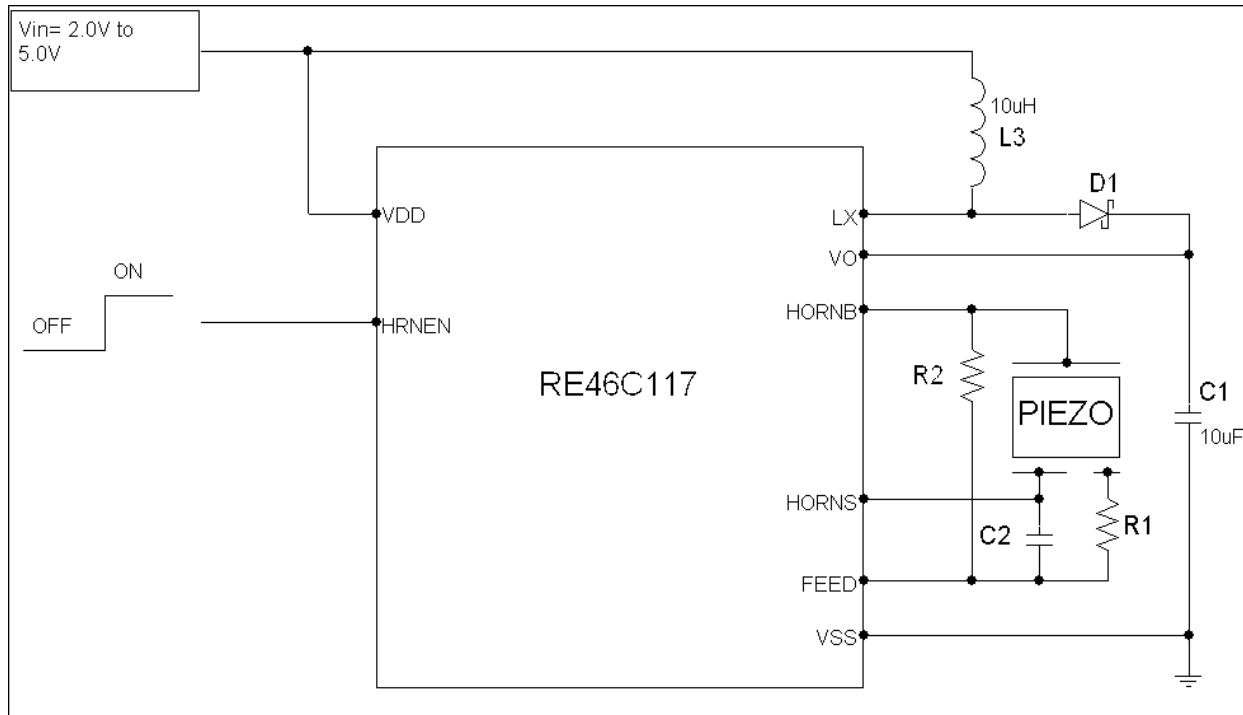 Vin= 2.0V to
5.0V
10uH
L3
D1
VDD
LX
VO
ON
OFF
HRNEN
HORNB
R2
RE46C117
PIEZO
C1
10uF
HORNS
C2
R1
FEED
VSS